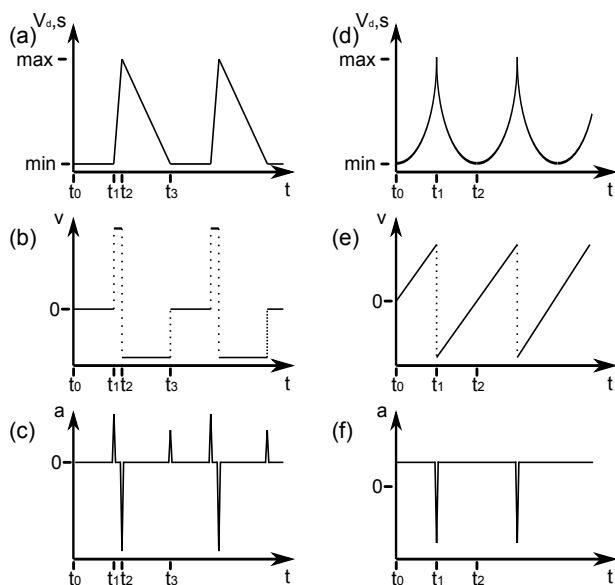 (a) Vd,s
max
min
t0 t1 t2 t3 t
(b) v
0
t0 t1 t2 t3 t
(c) a
0
t0 t1 t2 t3 t
(d) Vd,s
max
min
t0 t1 t2 t
(e) v
0
t0 t1 t2 t
(f) a
0
t0 t1 t2 t